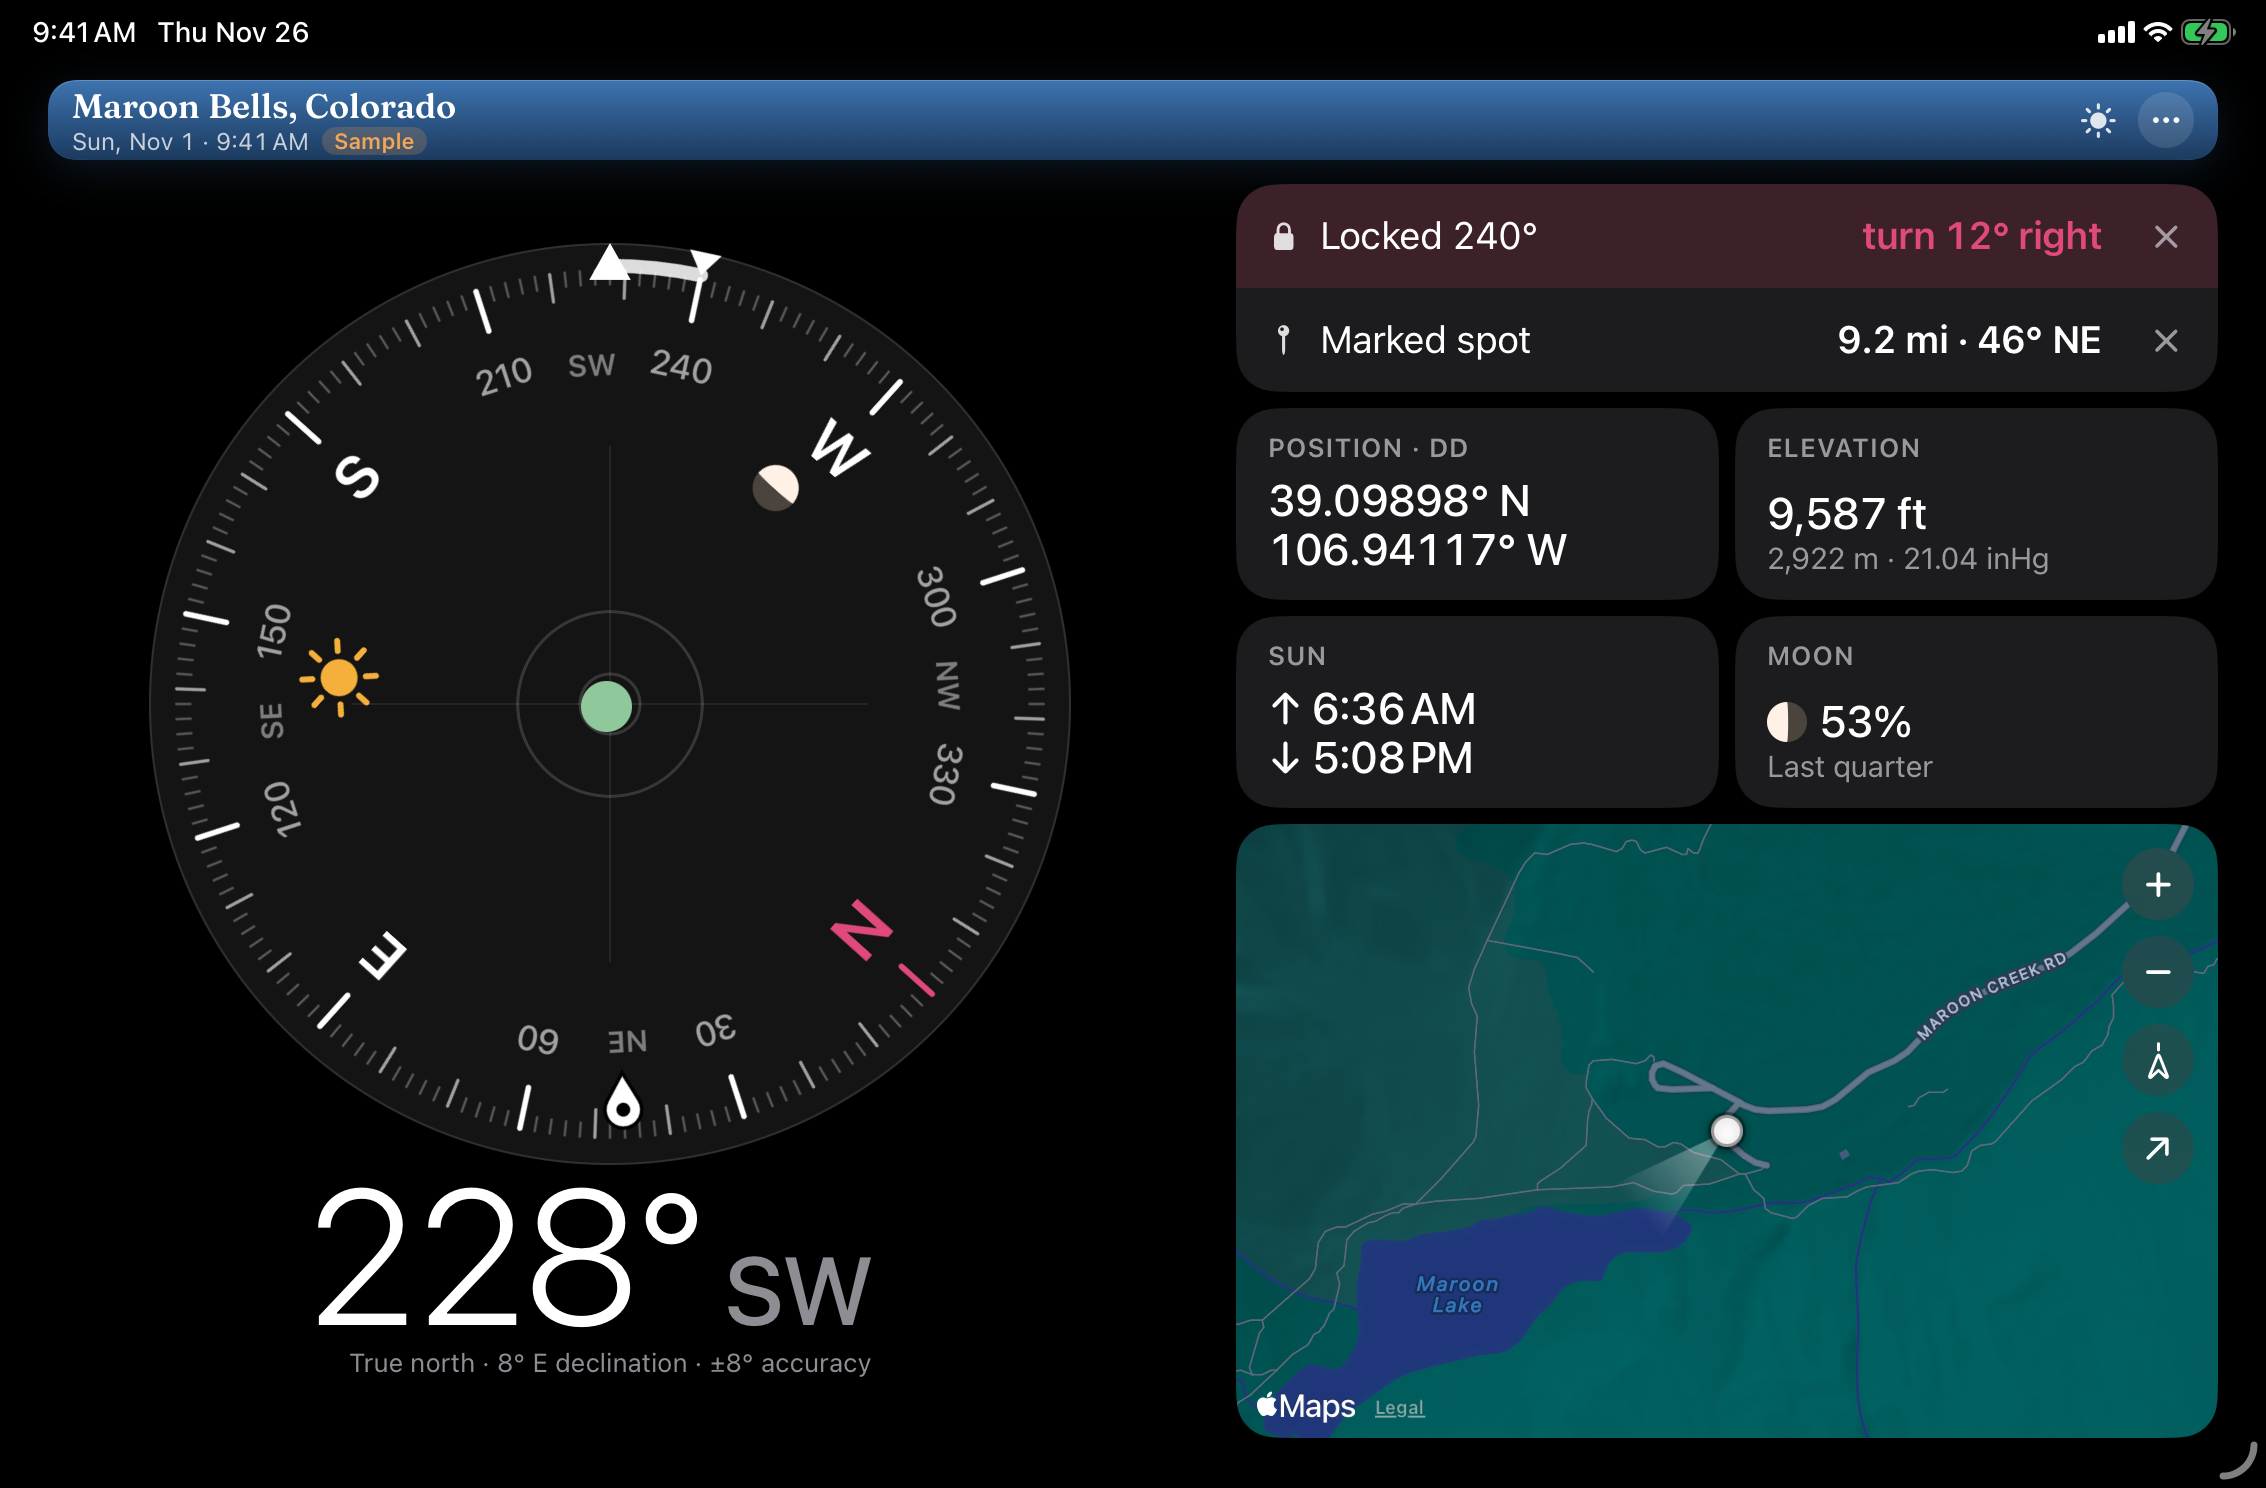 9:41 AM Thu Nov 26
Maroon Bells, Colorado
Sun, Nov 1 · 9:41 AM Sample
Locked 240° turn 12° right
Marked spot 9.2 mi · 46° NE
210 SW 240
S W
150 300
SE NW
120 330
E N
60 NE 30
228° SW
True north · 8° E declination · ±8° accuracy
POSITION · DD
39.09898° N
106.94117° W
ELEVATION
9,587 ft
2,922 m · 21.04 inHg
SUN
↑ 6:36 AM
↓ 5:08 PM
MOON
53%
Last quarter
MAROON CREEK RD
Maroon
Lake
Maps Legal